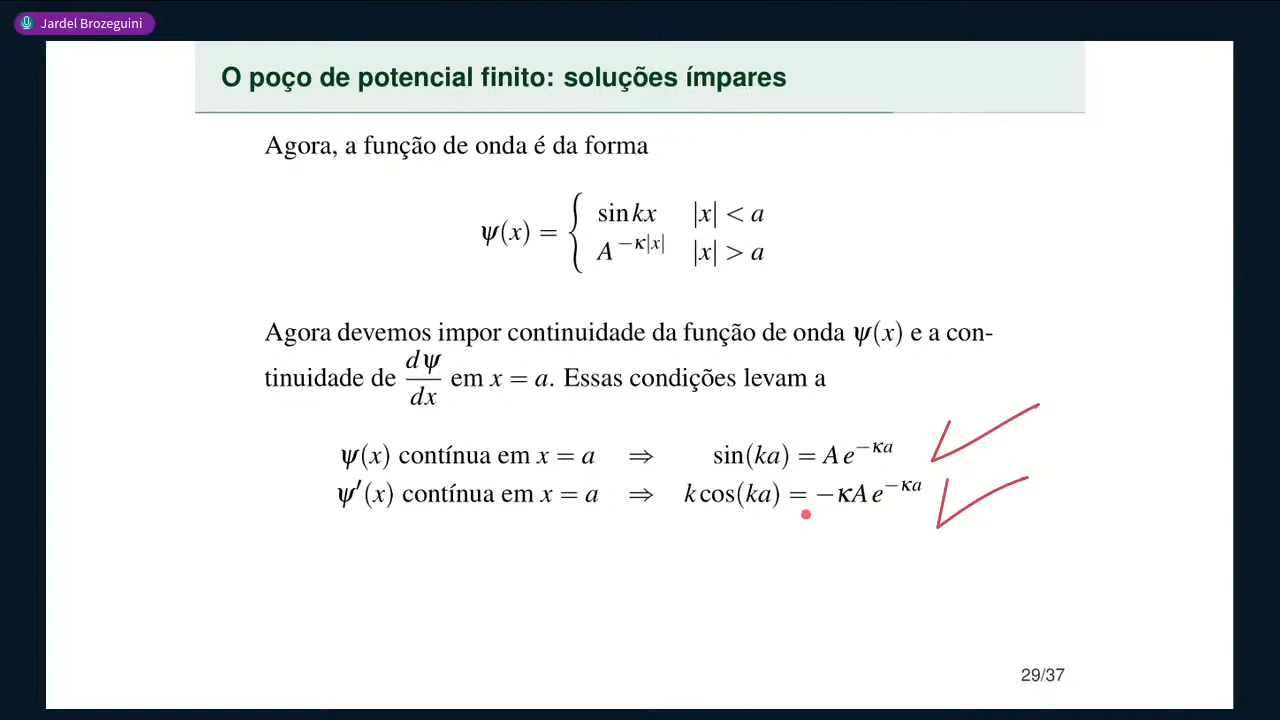 Jardel Brozeguini
O poço de potencial finito: soluções ímpares
Agora, a função de onda é da forma
ψ(x) = { sin kx |x| < a
A^{−κ|x|} |x| > a
Agora devemos impor continuidade da função de onda ψ(x) e a con-
tinuidade de dψ/dx em x = a. Essas condições levam a
ψ(x) contínua em x = a ⇒ sin(ka) = A e^{−κa}
ψ′(x) contínua em x = a ⇒ k cos(ka) = −κA e^{−κa}
29/37